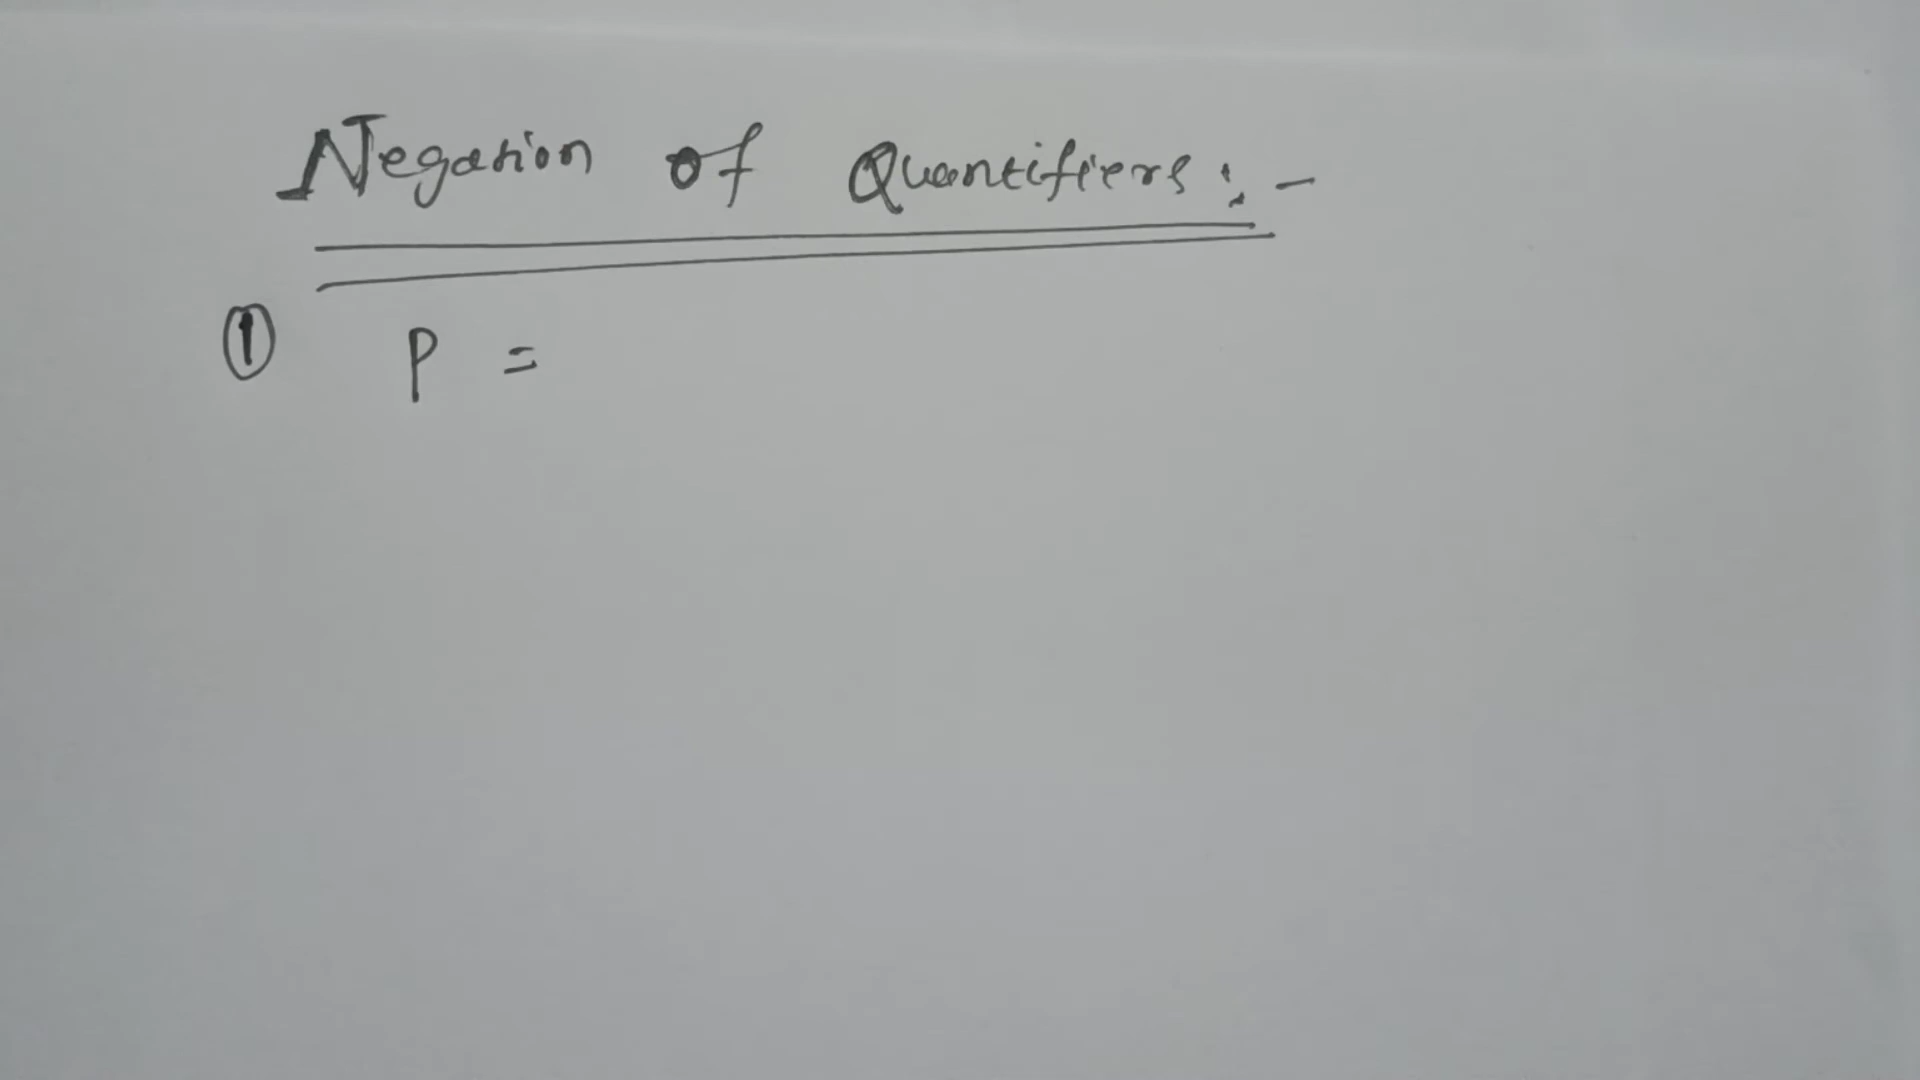 Negation of Quantifiers :-
① P =